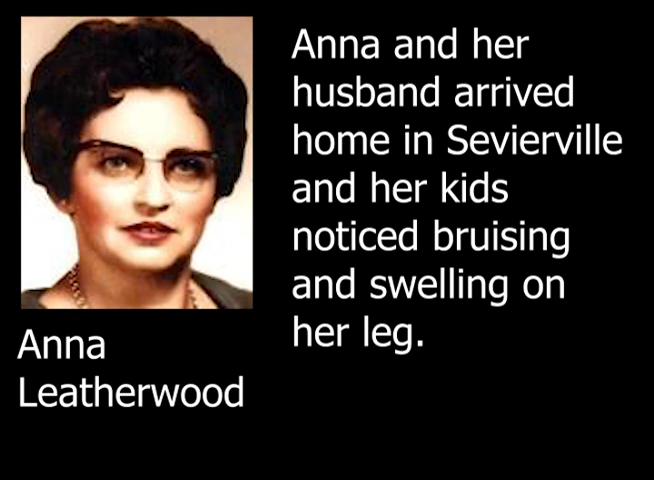 Anna and her
husband arrived
home in Sevierville
and her kids
noticed bruising
and swelling on
her leg.
Anna
Leatherwood